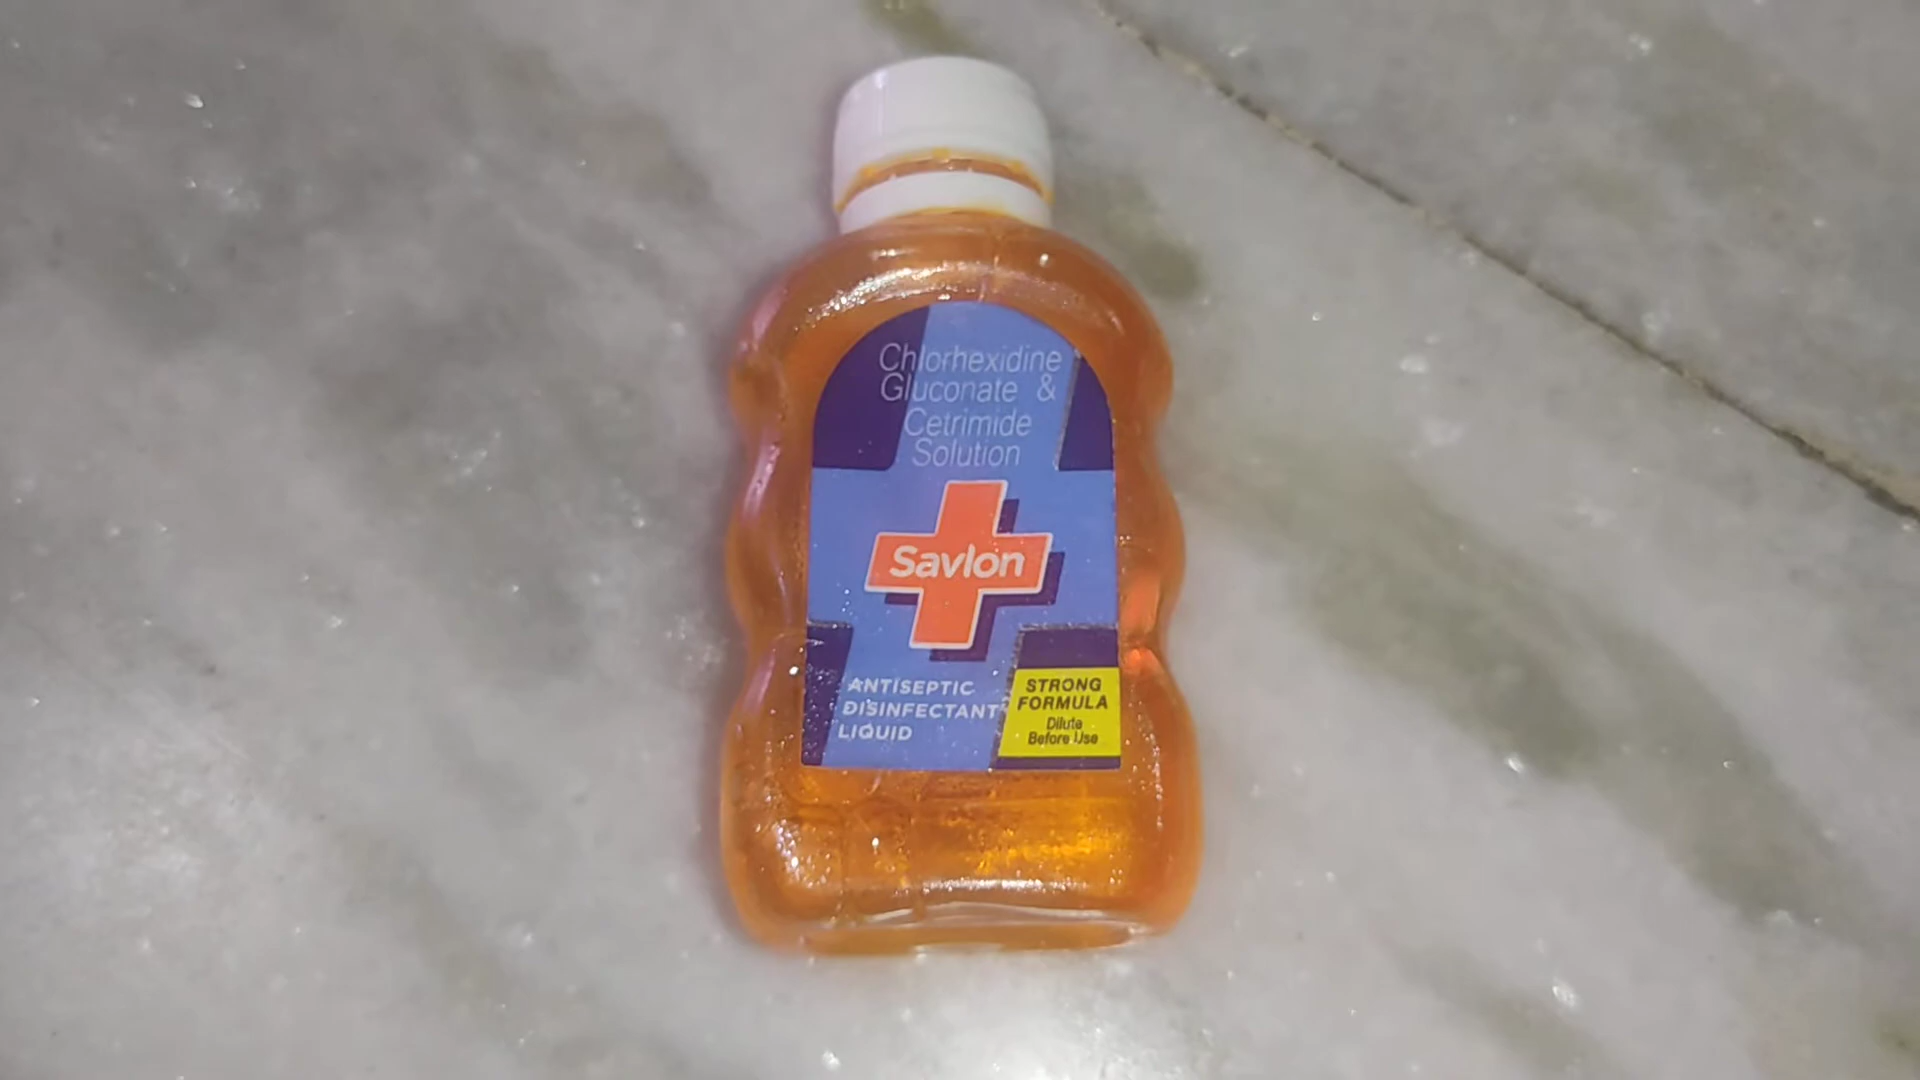 Chlorhexidine
Gluconate &
Cetrimide
Solution
Savlon
ANTISEPTIC
DISINFECTANT
LIQUID
STRONG
FORMULA
Dilute
Before Use